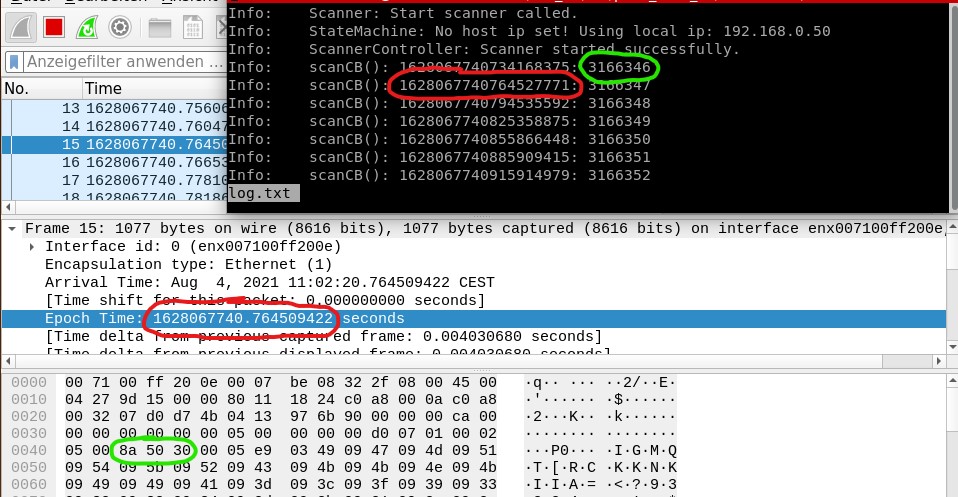 Info: Scanner: Start scanner called.
Info: StateMachine: No host ip set! Using local ip: 192.168.0.50
Info: ScannerController: Scanner started successfully.
Info: scanCB(): 1628067740734168375: 3166346
Info: scanCB(): 1628067740764527771: 3166347
Info: scanCB(): 1628067740794535592: 3166348
Info: scanCB(): 1628067740825358875: 3166349
Info: scanCB(): 1628067740855866448: 3166350
Info: scanCB(): 1628067740885909415: 3166351
Info: scanCB(): 1628067740915914979: 3166352
log.txt
Anzeigefilter anwenden ...
No. Time
13 1628067740.75606
14 1628067740.76047
15 1628067740.76450
16 1628067740.76653
17 1628067740.77810
18 1628067740.78186
Frame 15: 1077 bytes on wire (8616 bits), 1077 bytes captured (8616 bits) on interface enx007100ff200e,
Interface id: 0 (enx007100ff200e)
Encapsulation type: Ethernet (1)
Arrival Time: Aug 4, 2021 11:02:20.764509422 CEST
[Time shift for this packet: 0.000000000 seconds]
Epoch Time: 1628067740.764509422 seconds
[Time delta from previous captured frame: 0.004030680 seconds]
[Time delta from previous displayed frame: 0.004030680 seconds]
0000 00 71 00 ff 20 0e 00 07 be 08 32 2f 08 00 45 00 ·q·· ··· ··2/··E·
0010 04 27 9d 15 00 00 80 11 18 24 c0 a8 00 0a c0 a8 ·'······ ·$······
0020 00 32 07 d0 d7 4b 04 13 97 6b 90 00 00 00 ca 00 ·2···K·· ·k······
0030 00 00 00 00 00 00 05 00 00 00 00 d0 07 01 00 02 ········ ········
0040 05 00 8a 50 30 00 05 e9 03 49 09 47 09 4d 09 51 ···P0··· ·I·G·M·Q
0050 09 54 09 5b 09 52 09 43 09 4b 09 4b 09 4e 09 4b ·T·[·R·C ·K·K·N·K
0060 09 49 09 49 09 41 09 3d 09 3c 09 3f 09 39 09 33 ·I·I·A·= ·<·?·9·3